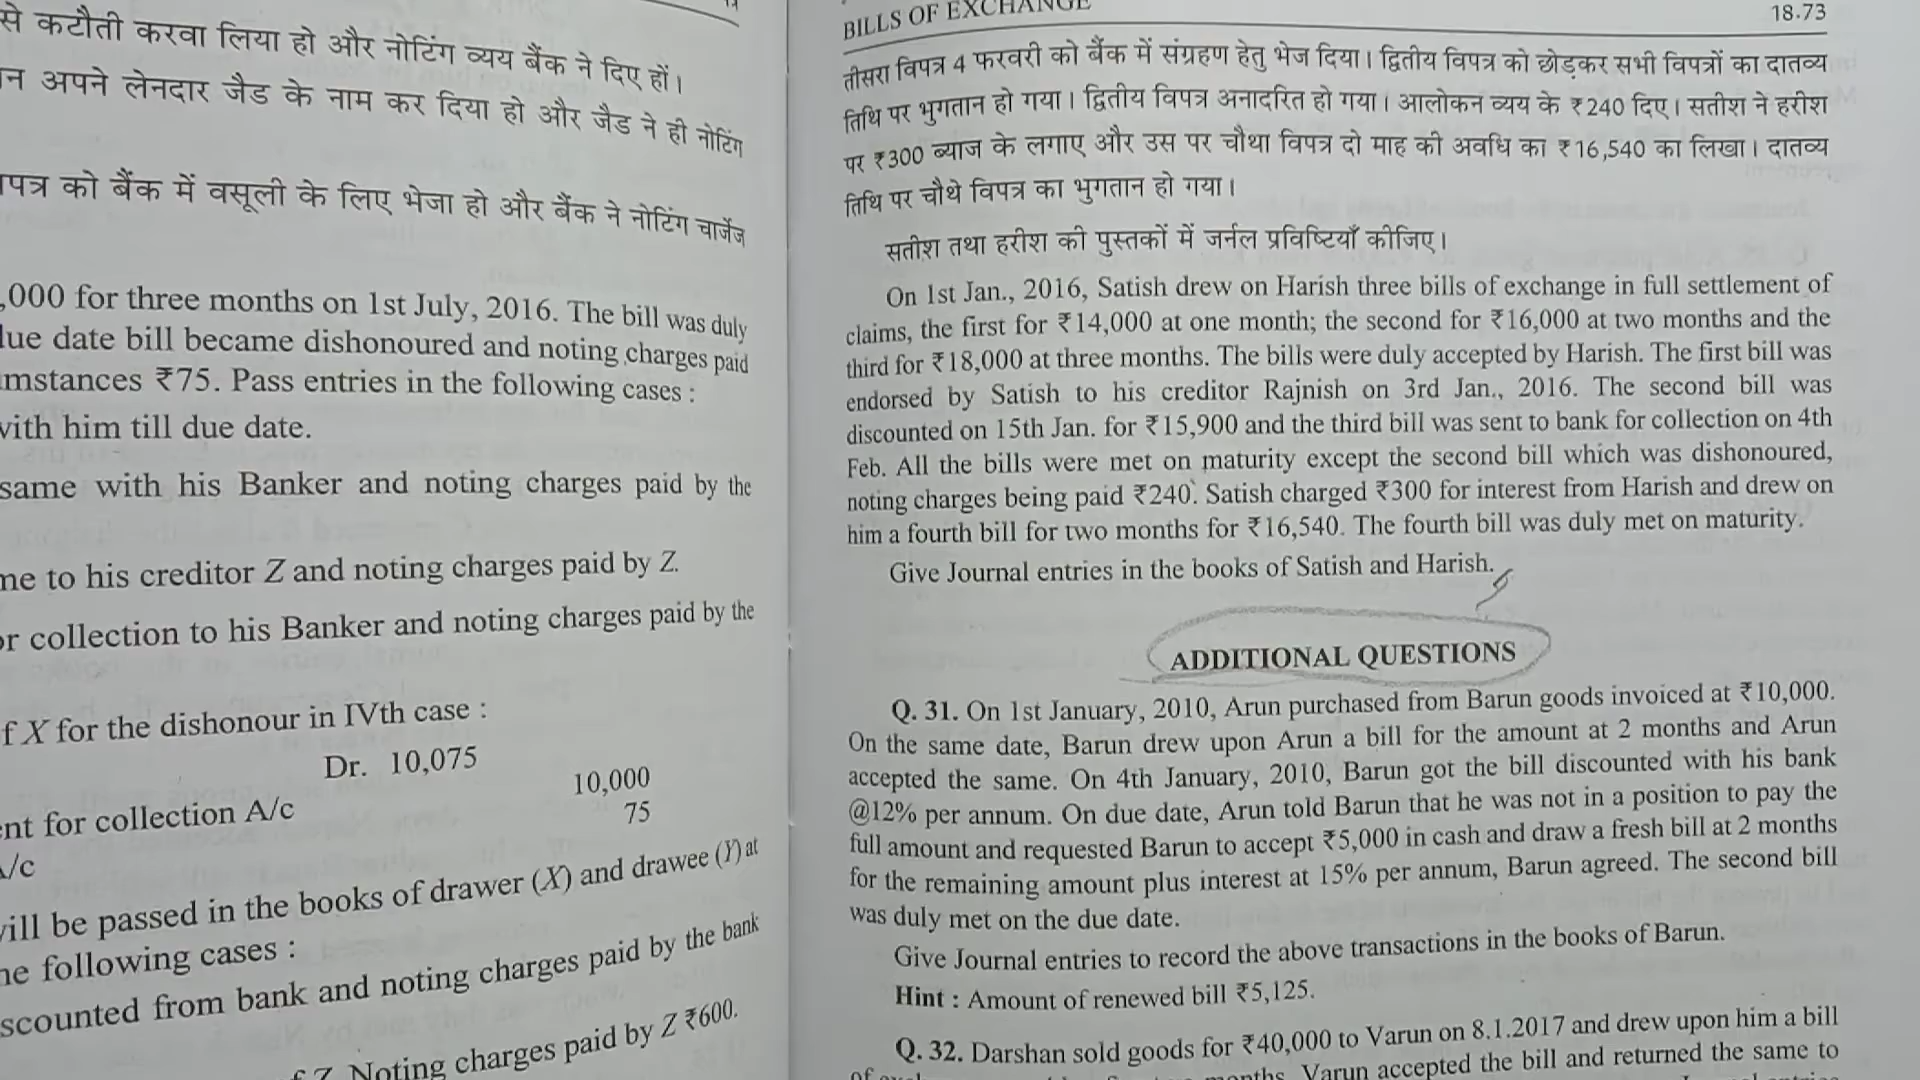 से कटौती करवा लिया हो और नोटिंग व्यय बैंक ने दिए हों।
अपने लेनदार जैड के नाम कर दिया हो और जैड ने ही नोटिंग
को बैंक में वसूली के लिए भेजा हो और बैंक ने नोटिंग चार्जेज
,000 for three months on 1st July, 2016. The bill was duly
due date bill became dishonoured and noting charges paid
mstances ₹75. Pass entries in the following cases :
with him till due date.
same with his Banker and noting charges paid by the
me to his creditor Z and noting charges paid by Z.
or collection to his Banker and noting charges paid by the
f X for the dishonour in IVth case :
Dr. 10,075
10,000
ent for collection A/c
75
A/c
will be passed in the books of drawer (X) and drawee (Y) at
he following cases :
scounted from bank and noting charges paid by the bank
Z Noting charges paid by Z ₹600.
BILLS OF EXCHANGE
18.73
तीसरा विपत्र 4 फरवरी को बैंक में संग्रहण हेतु भेज दिया। द्वितीय विपत्र को छोड़कर सभी विपत्रों का दातव्य
तिथि पर भुगतान हो गया। द्वितीय विपत्र अनादरित हो गया। आलोकन व्यय के ₹240 दिए। सतीश ने हरीश
पर ₹300 ब्याज के लगाए और उस पर चौथा विपत्र दो माह की अवधि का ₹16,540 का लिखा। दातव्य
तिथि पर चौथे विपत्र का भुगतान हो गया।
सतीश तथा हरीश की पुस्तकों में जर्नल प्रविष्टियाँ कीजिए।
On 1st Jan., 2016, Satish drew on Harish three bills of exchange in full settlement of
claims, the first for ₹14,000 at one month; the second for ₹16,000 at two months and the
third for ₹18,000 at three months. The bills were duly accepted by Harish. The first bill was
endorsed by Satish to his creditor Rajnish on 3rd Jan., 2016. The second bill was
discounted on 15th Jan. for ₹15,900 and the third bill was sent to bank for collection on 4th
Feb. All the bills were met on maturity except the second bill which was dishonoured,
noting charges being paid ₹240. Satish charged ₹300 for interest from Harish and drew on
him a fourth bill for two months for ₹16,540. The fourth bill was duly met on maturity.
Give Journal entries in the books of Satish and Harish.
ADDITIONAL QUESTIONS
Q. 31. On 1st January, 2010, Arun purchased from Barun goods invoiced at ₹10,000.
On the same date, Barun drew upon Arun a bill for the amount at 2 months and Arun
accepted the same. On 4th January, 2010, Barun got the bill discounted with his bank
@12% per annum. On due date, Arun told Barun that he was not in a position to pay the
full amount and requested Barun to accept ₹5,000 in cash and draw a fresh bill at 2 months
for the remaining amount plus interest at 15% per annum, Barun agreed. The second bill
was duly met on the due date.
Give Journal entries to record the above transactions in the books of Barun.
Hint : Amount of renewed bill ₹5,125.
Q. 32. Darshan sold goods for ₹40,000 to Varun on 8.1.2017 and drew upon him a bill
months. Varun accepted the bill and returned the same to